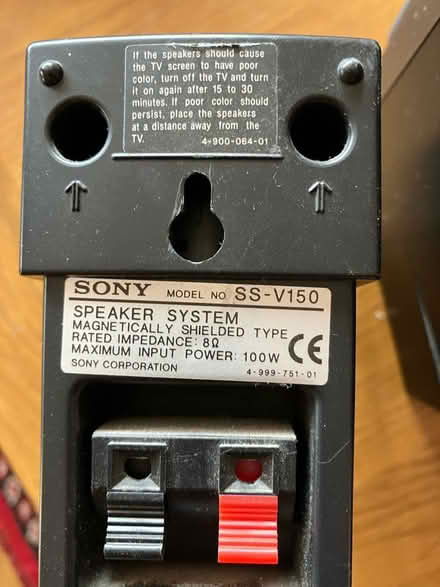 If the speakers should cause
the TV screen to have poor
color, turn off the TV and turn
it on again after 15 to 30
minutes. If poor color should
persist, place the speakers
at a distance away from the
TV.
4-900-064-01
SONY MODEL NO. SS-V150
SPEAKER SYSTEM
MAGNETICALLY SHIELDED TYPE
RATED IMPEDANCE: 8Ω
MAXIMUM INPUT POWER: 100W CE
SONY CORPORATION 4-999-751-01